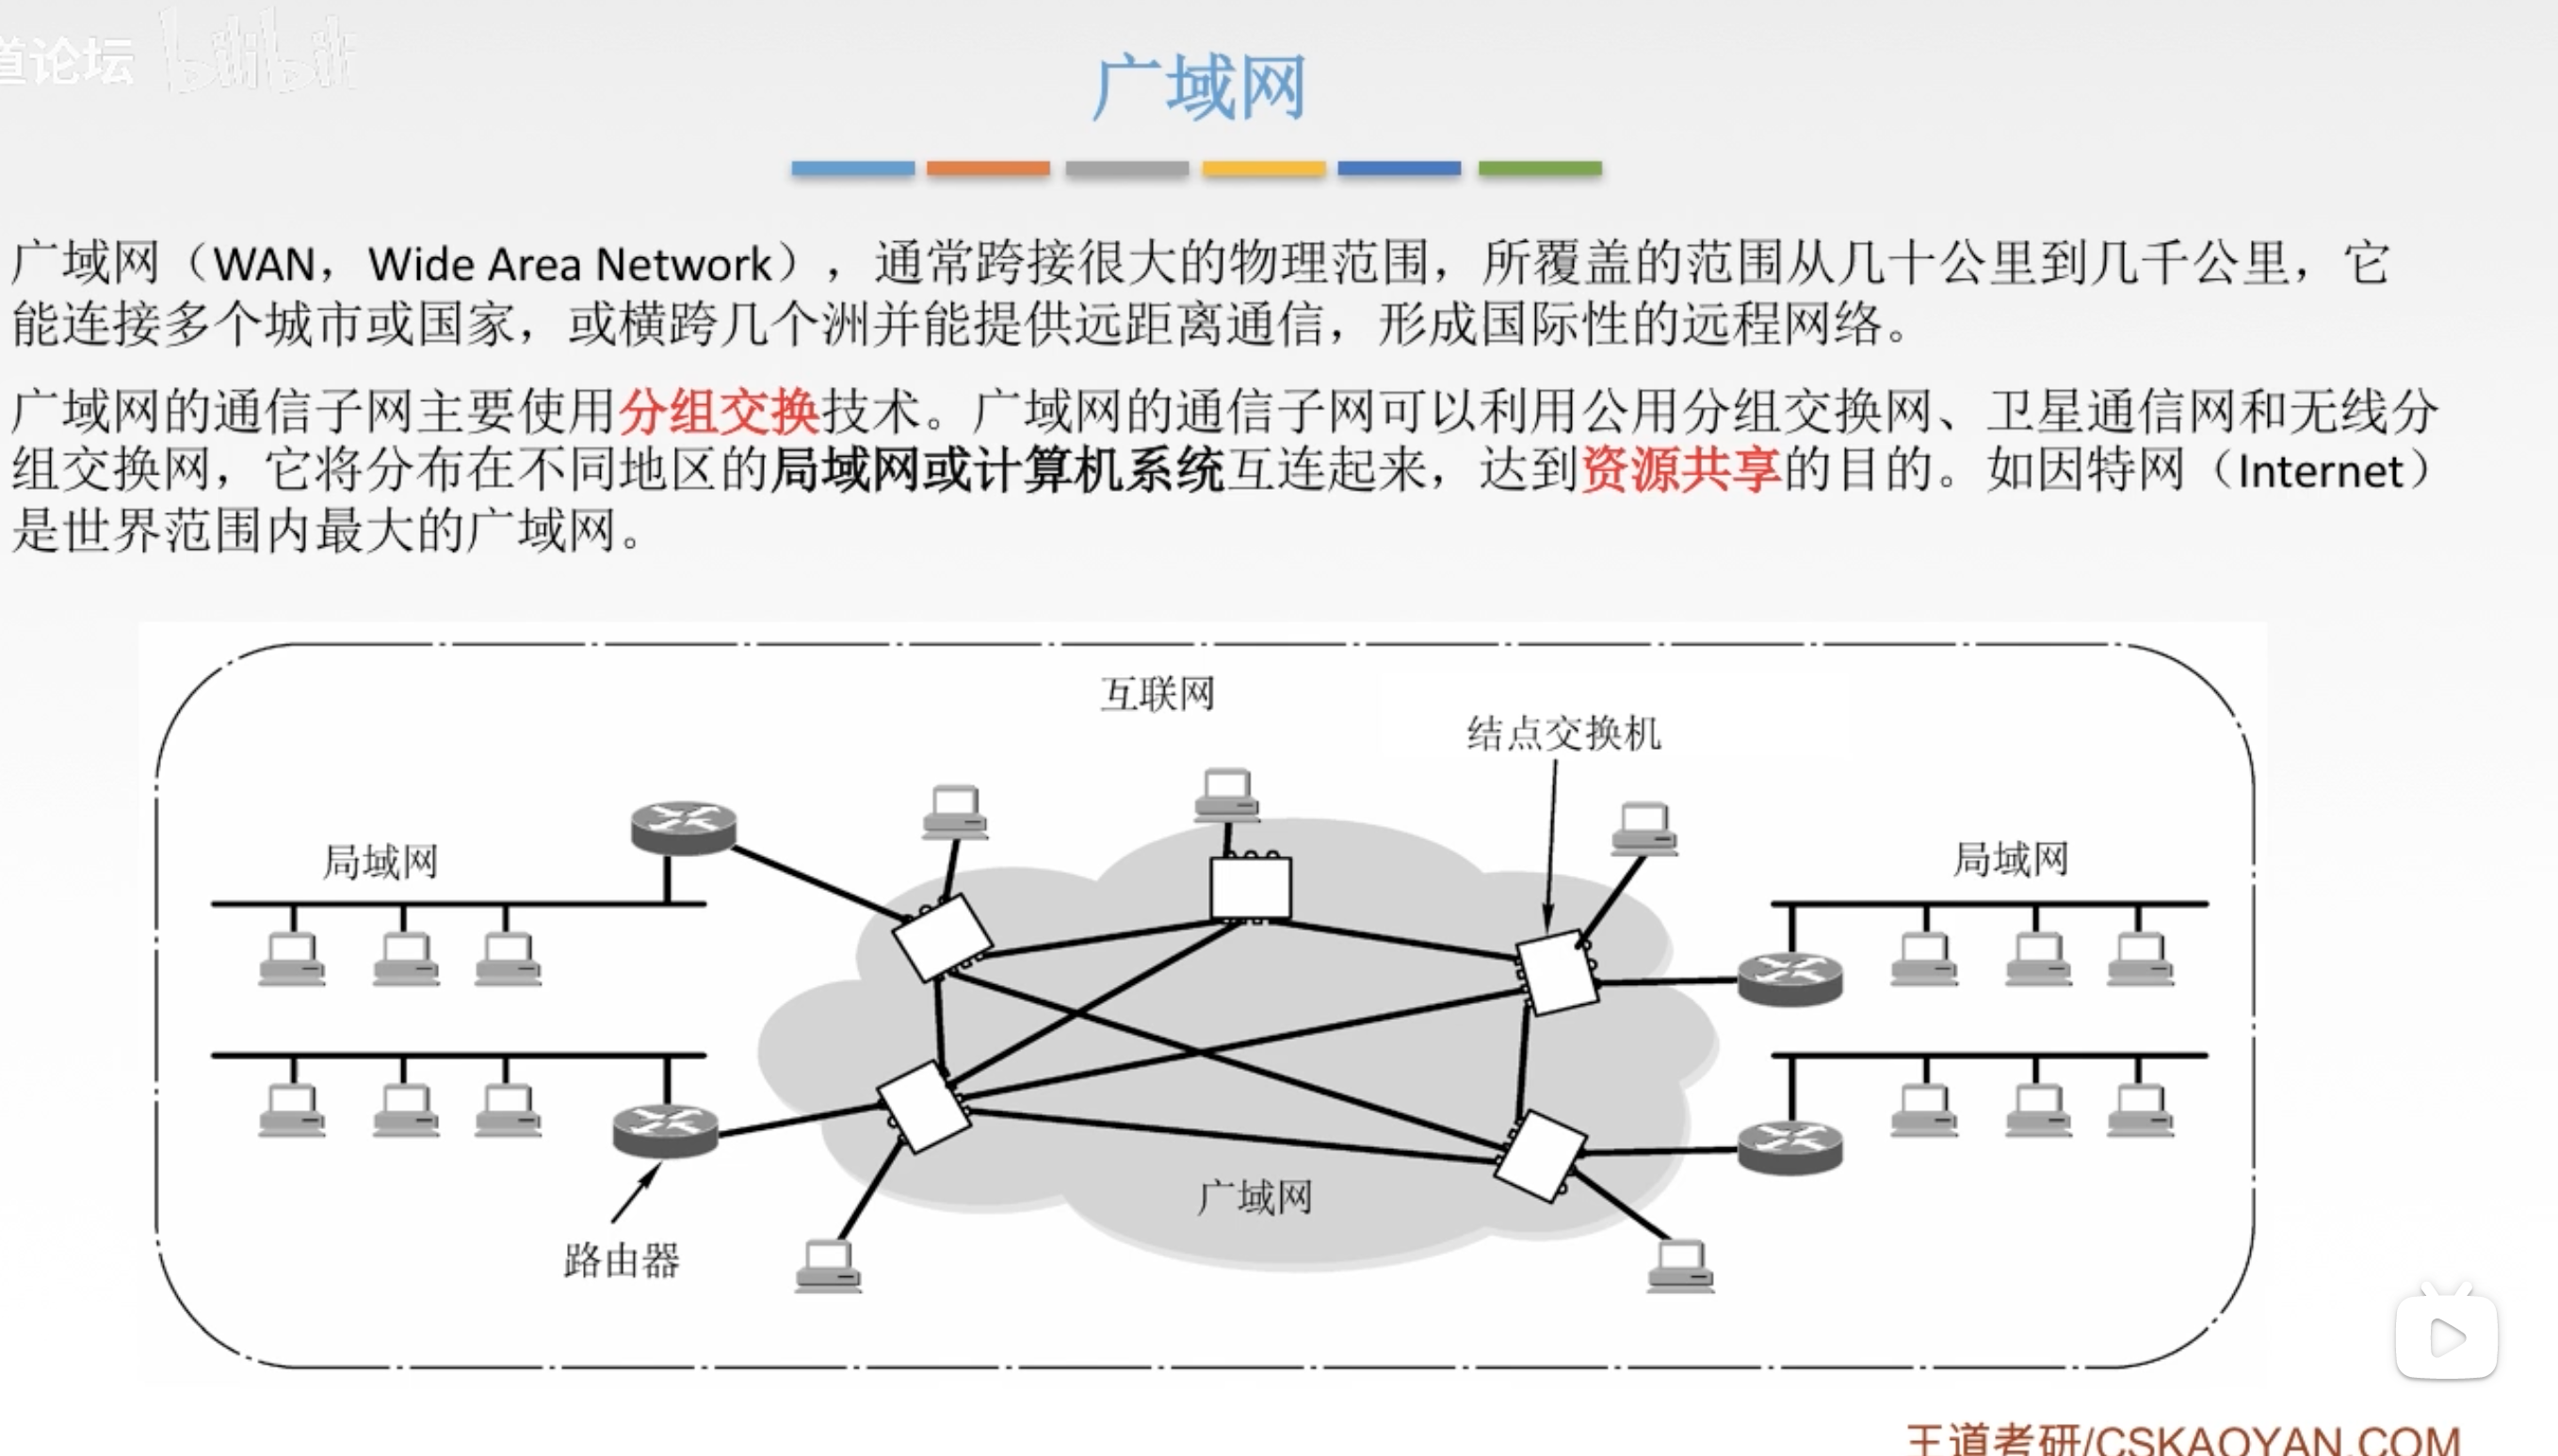 道论坛 bilibili
广域网
广域网（WAN，Wide Area Network），通常跨接很大的物理范围，所覆盖的范围从几十公里到几千公里，它
能连接多个城市或国家，或横跨几个洲并能提供远距离通信，形成国际性的远程网络。
广域网的通信子网主要使用分组交换技术。广域网的通信子网可以利用公用分组交换网、卫星通信网和无线分
组交换网，它将分布在不同地区的局域网或计算机系统互连起来，达到资源共享的目的。如因特网（Internet）
是世界范围内最大的广域网。
互联网
结点交换机
局域网
局域网
广域网
路由器
王道考研/CSKAOYAN.COM